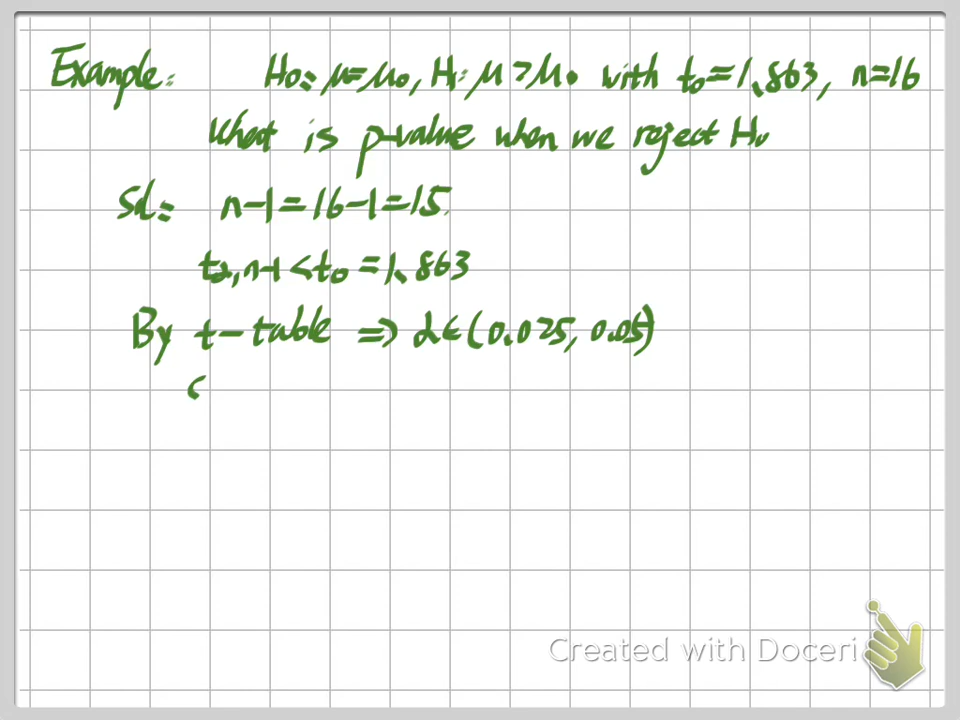 Example: H0: μ=μ0, H1: μ>μ0 with t0=1.863, n=16
What is p-value when we reject H0
Sol: n-1=16-1=15.
tα,n-1<t0=1.863
By t-table => α∈(0.025, 0.05)
Created with Doceri